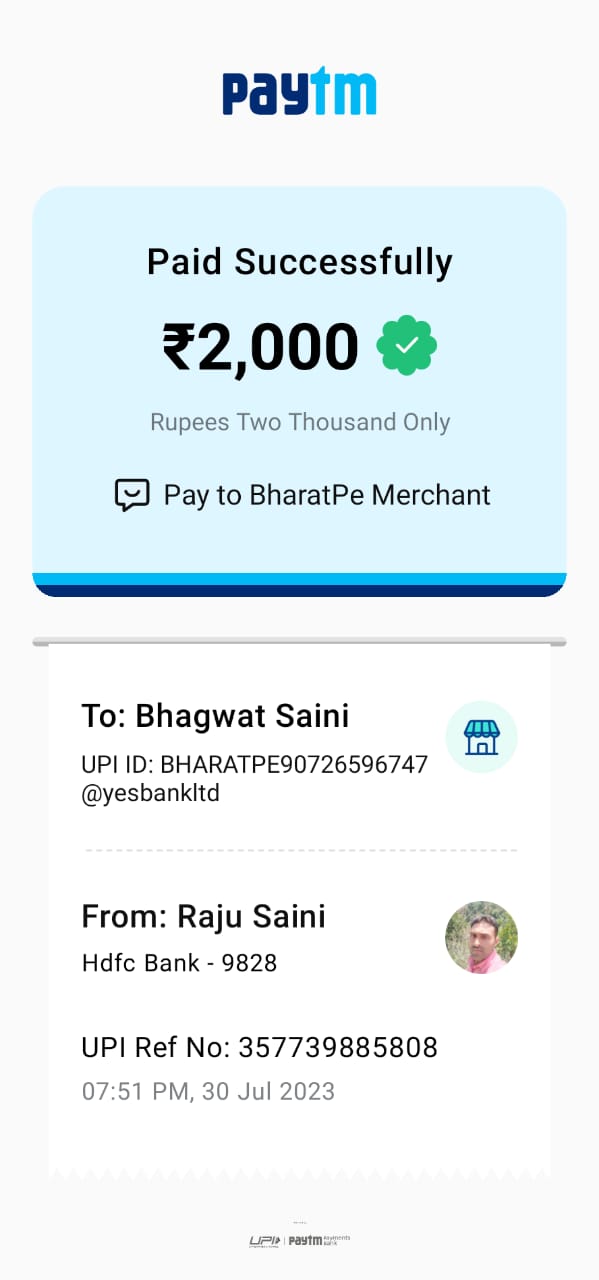 paytm
Paid Successfully
₹2,000
Rupees Two Thousand Only
Pay to BharatPe Merchant
To: Bhagwat Saini
UPI ID: BHARATPE90726596747
@yesbankltd
From: Raju Saini
Hdfc Bank - 9828
UPI Ref No: 357739885808
07:51 PM, 30 Jul 2023
UPI paytm payments bank